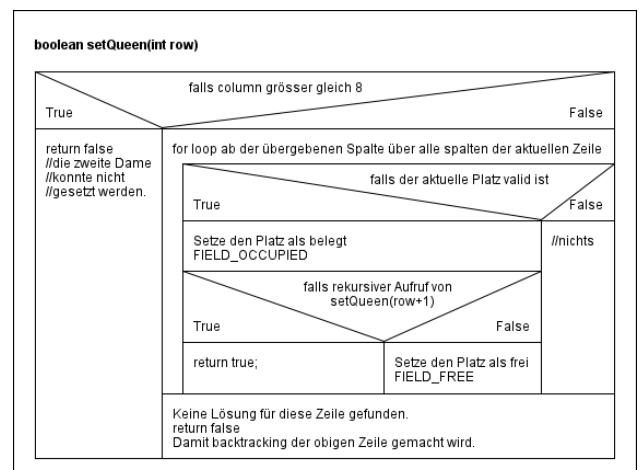 boolean setQueen(int row)
falls column grösser gleich 8
True
False
return false
//die zweite Dame
//konnte nicht
//gesetzt werden.
for loop ab der übergebenen Spalte über alle spalten der aktuellen Zeile
falls der aktuelle Platz valid ist
True
False
Setze den Platz als belegt
FIELD_OCCUPIED
//nichts
falls rekursiver Aufruf von
setQueen(row+1)
True
False
return true;
Setze den Platz als frei
FIELD_FREE
Keine Lösung für diese Zeile gefunden.
return false
Damit backtracking der obigen Zeile gemacht wird.